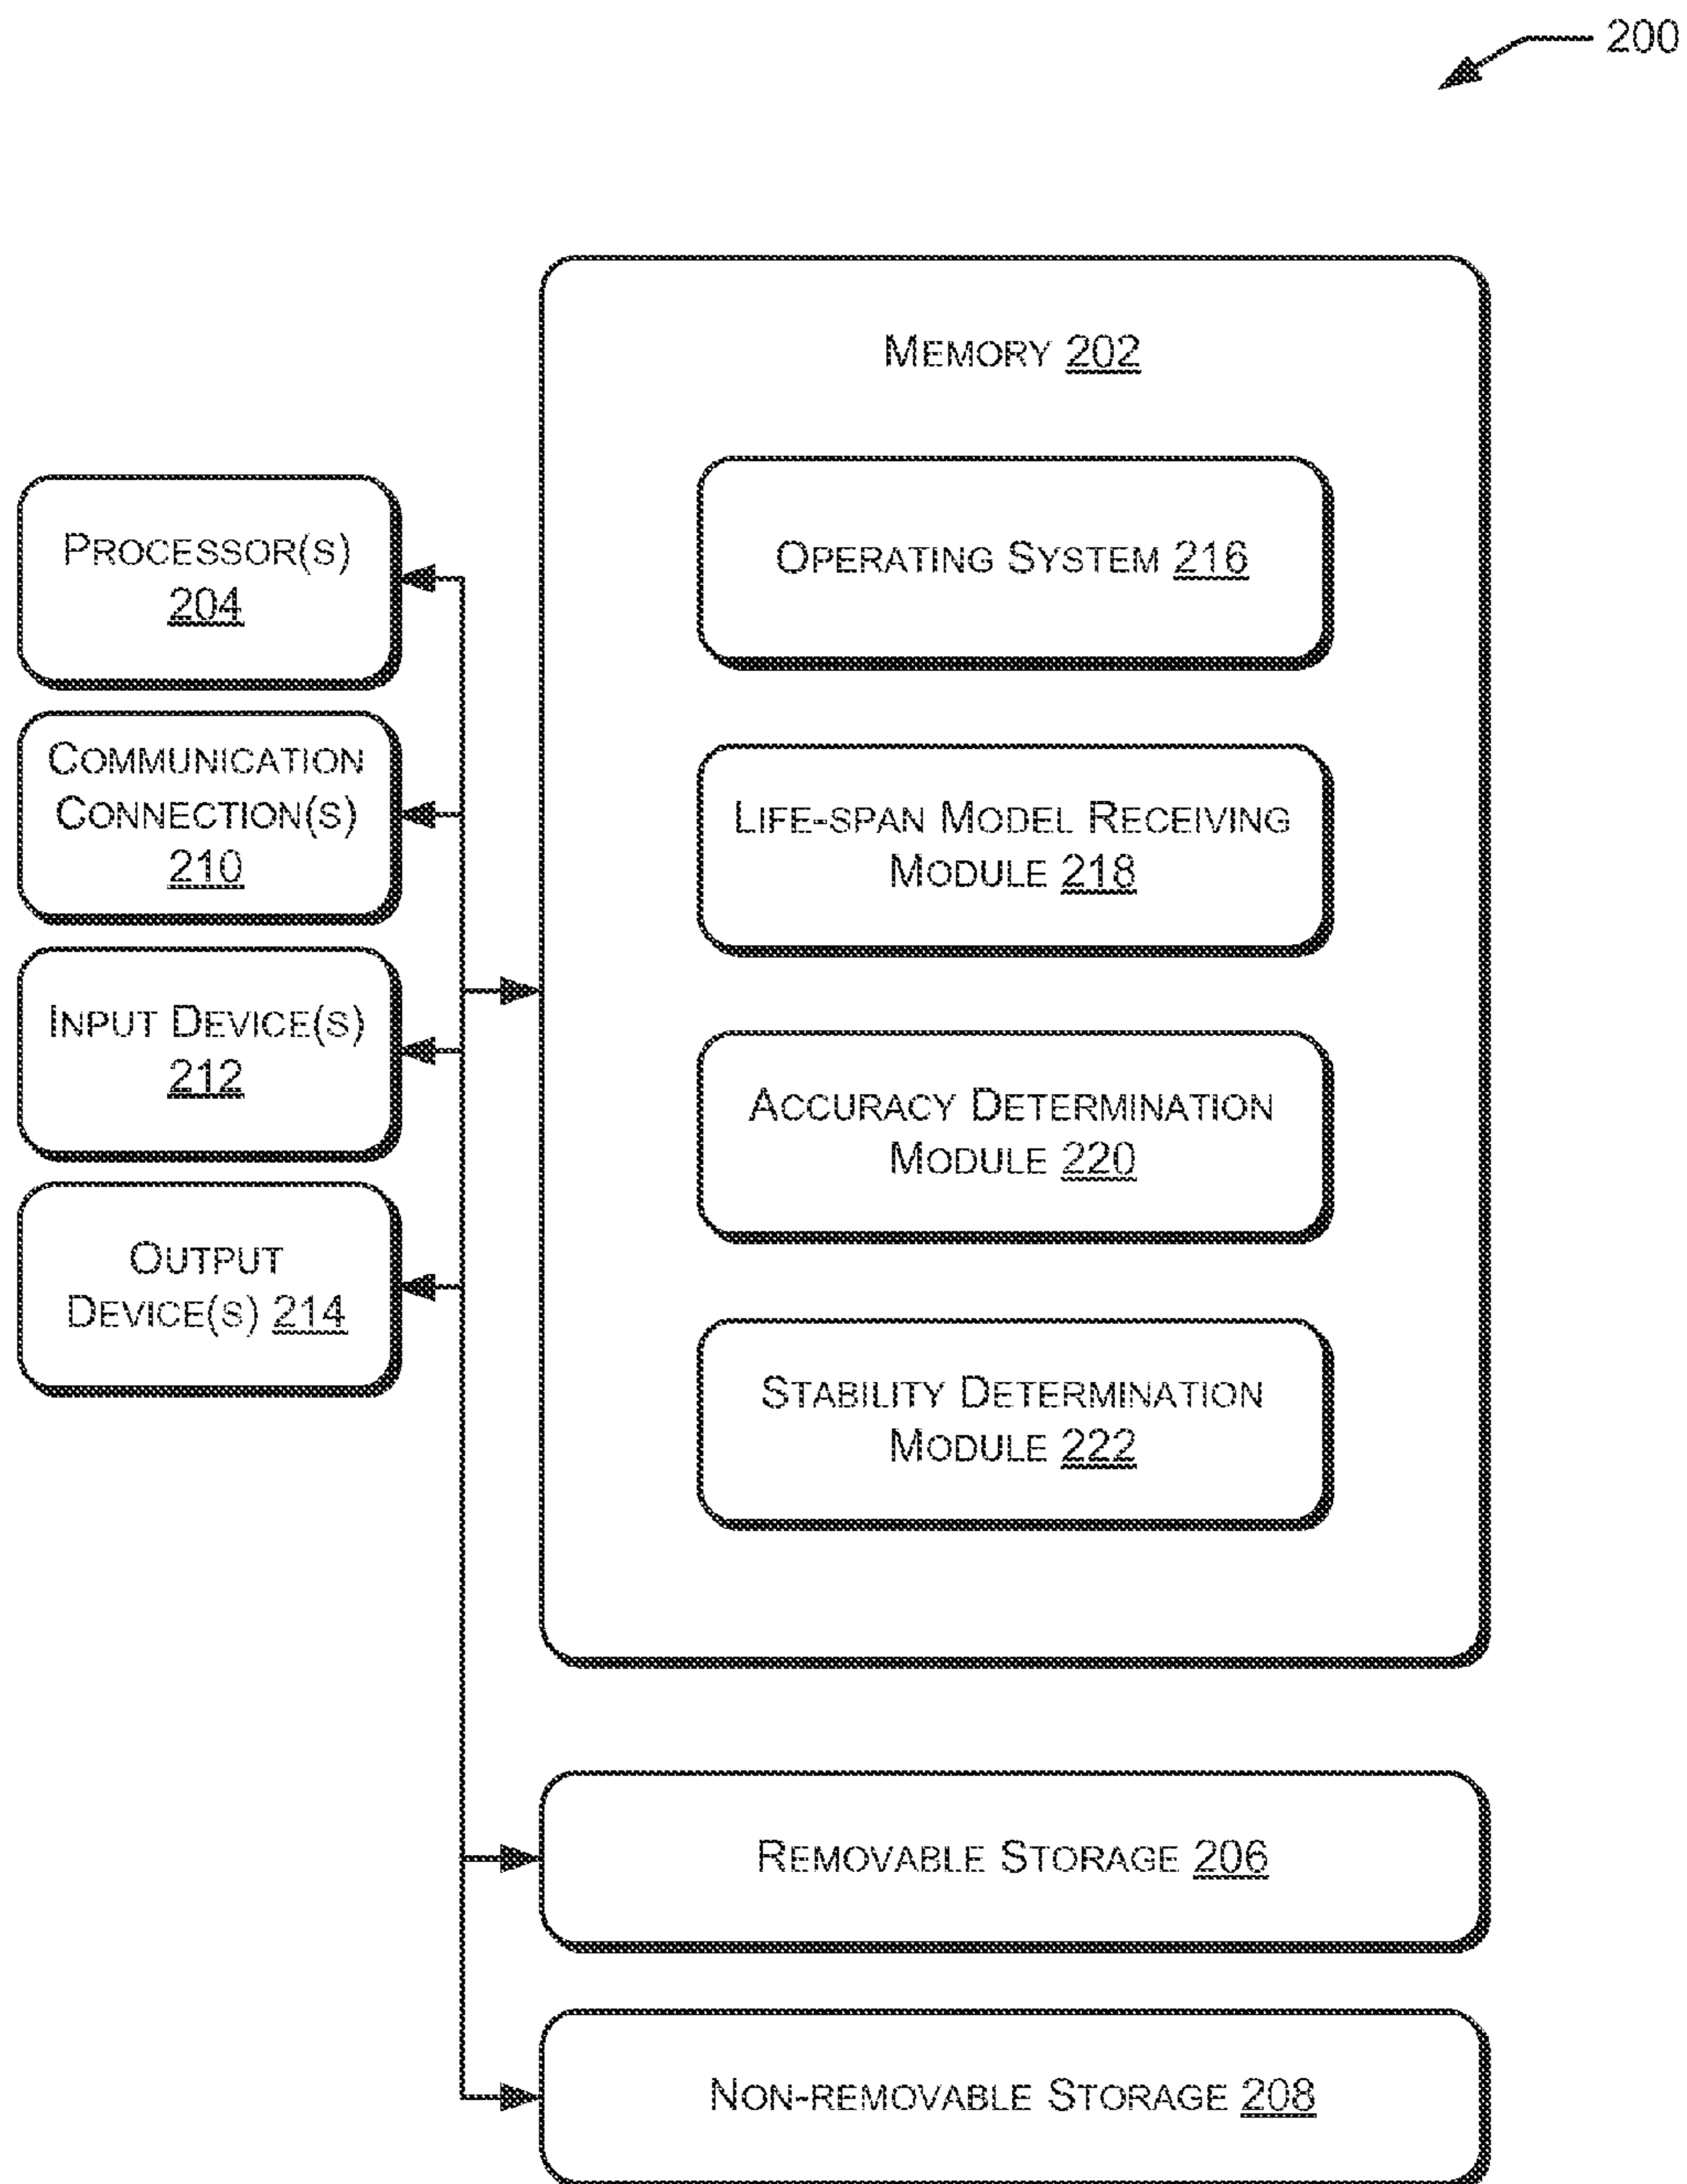 200
MEMORY 202
OPERATING SYSTEM 216
LIFE-SPAN MODEL RECEIVING
MODULE 218
ACCURACY DETERMINATION
MODULE 220
STABILITY DETERMINATION
MODULE 222
PROCESSOR(S)
204
COMMUNICATION
CONNECTION(S)
210
INPUT DEVICE(S)
212
OUTPUT
DEVICE(S) 214
REMOVABLE STORAGE 206
NON-REMOVABLE STORAGE 208